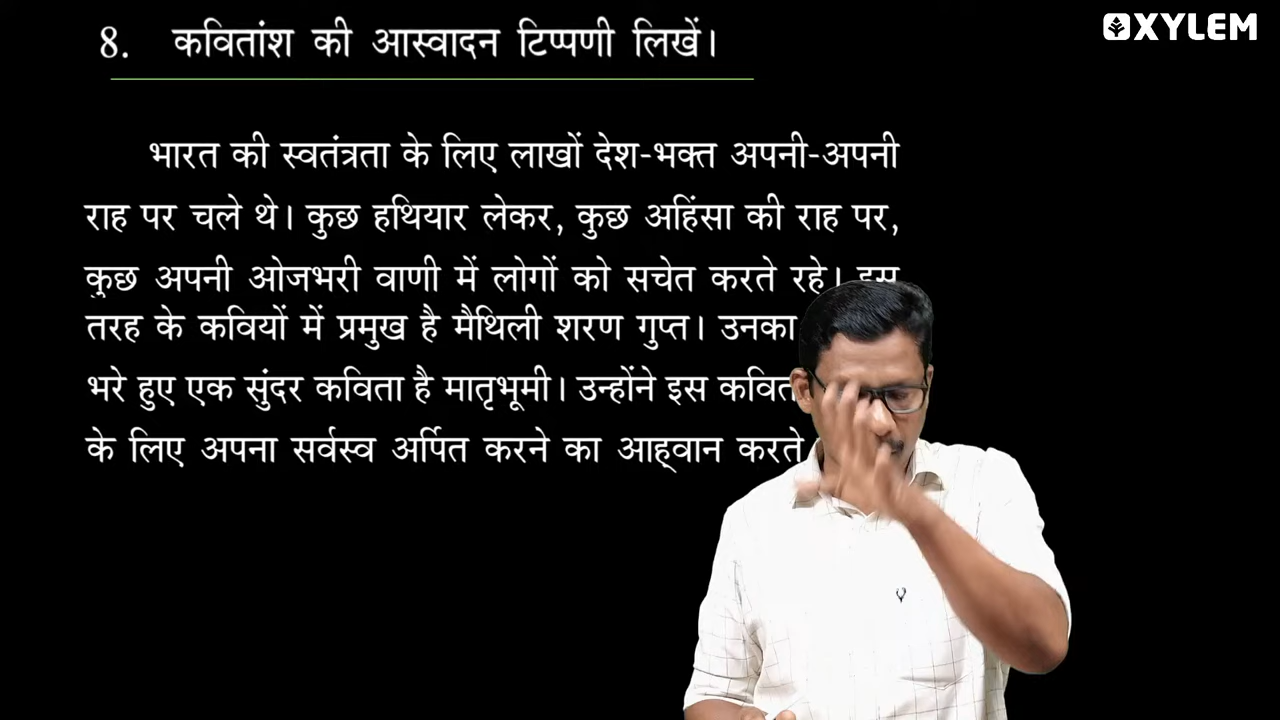 8. कवितांश की आस्वादन टिप्पणी लिखें।
OXYLEM
भारत की स्वतंत्रता के लिए लाखों देश-भक्त अपनी-अपनी
राह पर चले थे। कुछ हथियार लेकर, कुछ अहिंसा की राह पर,
कुछ अपनी ओजभरी वाणी में लोगों को सचेत करते रहे। इस
तरह के कवियों में प्रमुख है मैथिली शरण गुप्त। उनका
भरे हुए एक सुंदर कविता है मातृभूमी। उन्होंने इस
के लिए अपना सर्वस्व अर्पित करने का आह्वान करते